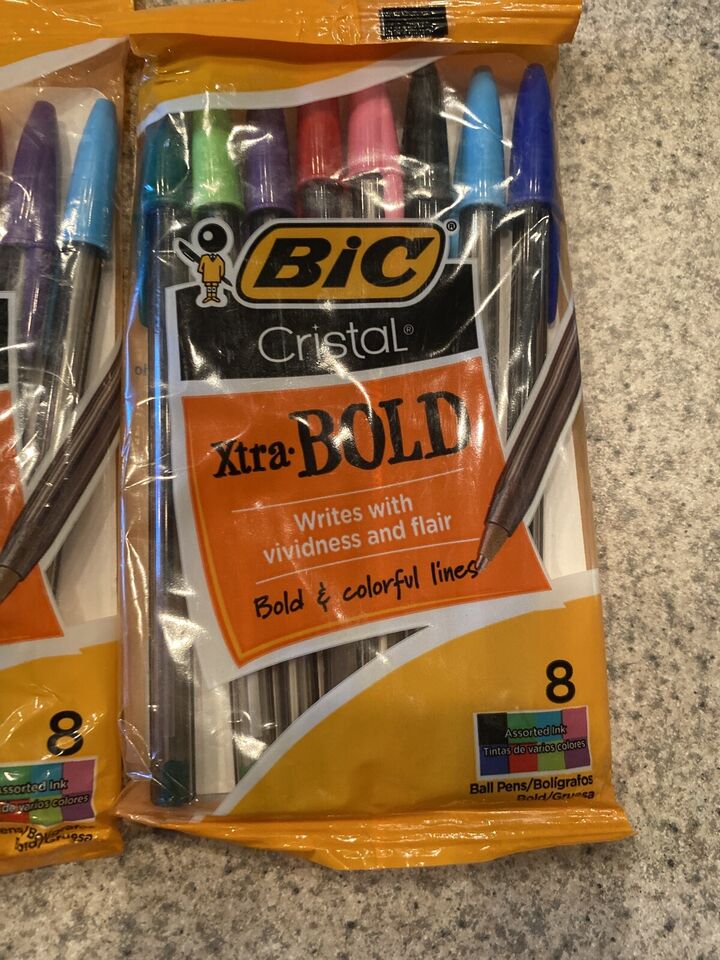 BiC®
Cristal®
Xtra-BOLD
Writes with
vividness and flair
Bold & colorful lines
8
Assorted Ink
Tintas de varios colores
Ball Pens/Bolígrafos
Bold/Gruesa
8
Assorted Ink
de varios colores